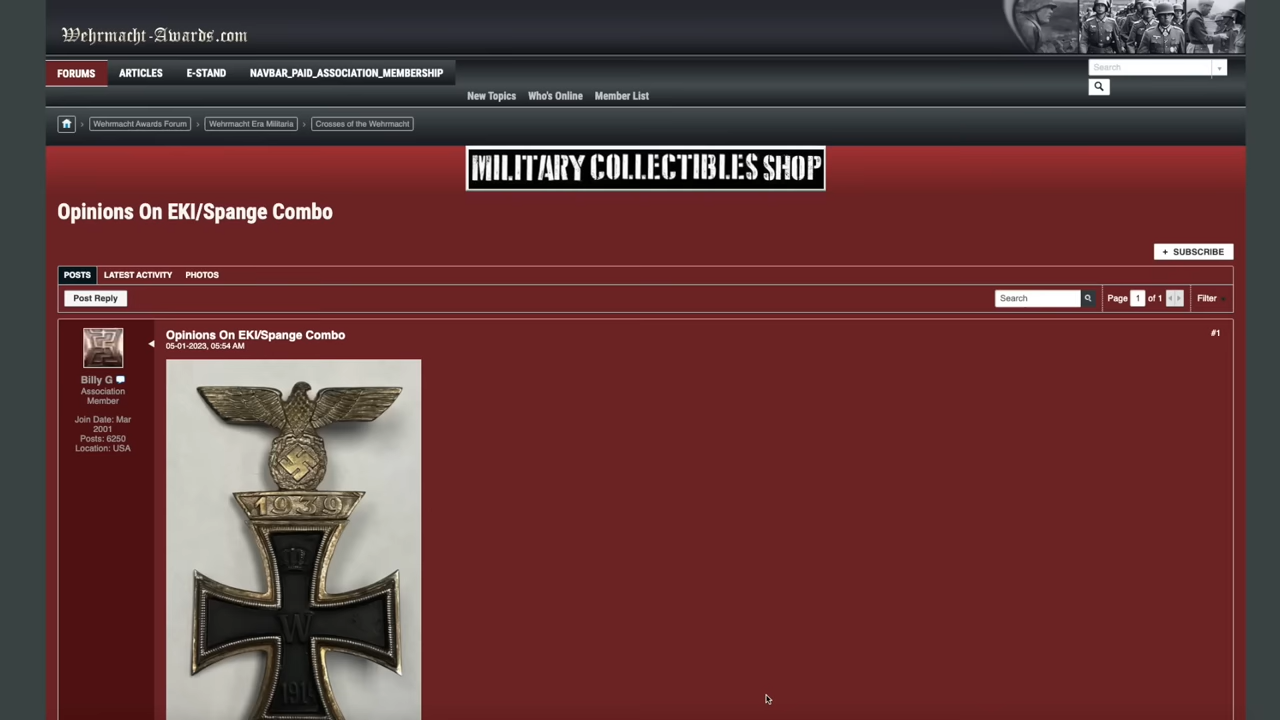 Wehrmacht-Awards.com
FORUMS ARTICLES E-STAND NAVBAR_PAID_ASSOCIATION_MEMBERSHIP
Search
New Topics Who's Online Member List
Wehrmacht Awards Forum > Wehrmacht Era Militaria > Crosses of the Wehrmacht
MILITARY COLLECTIBLES SHOP
Opinions On EKI/Spange Combo
+ SUBSCRIBE
POSTS LATEST ACTIVITY PHOTOS
Post Reply Search Page 1 of 1 Filter
Opinions On EKI/Spange Combo
#1
05-01-2023, 05:54 AM
Billy G
Association
Member
Join Date: Mar
2001
Posts: 6250
Location: USA
1939
W
1914